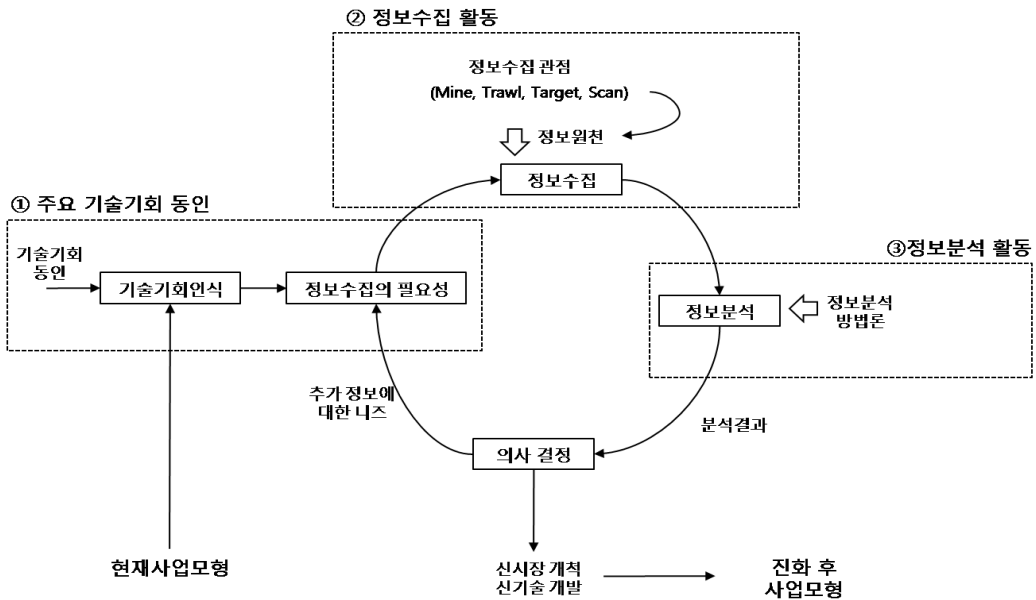 ② 정보수집 활동
정보수집 관점
(Mine, Trawl, Target, Scan)
정보원천
정보수집
① 주요 기술기회 동인
기술기회
동인
기술기회인식
정보수집의 필요성
③정보분석 활동
정보분석
정보분석
방법론
추가 정보에
대한 니즈
분석결과
의사 결정
현재사업모형
신시장 개척
신기술 개발
진화 후
사업모형